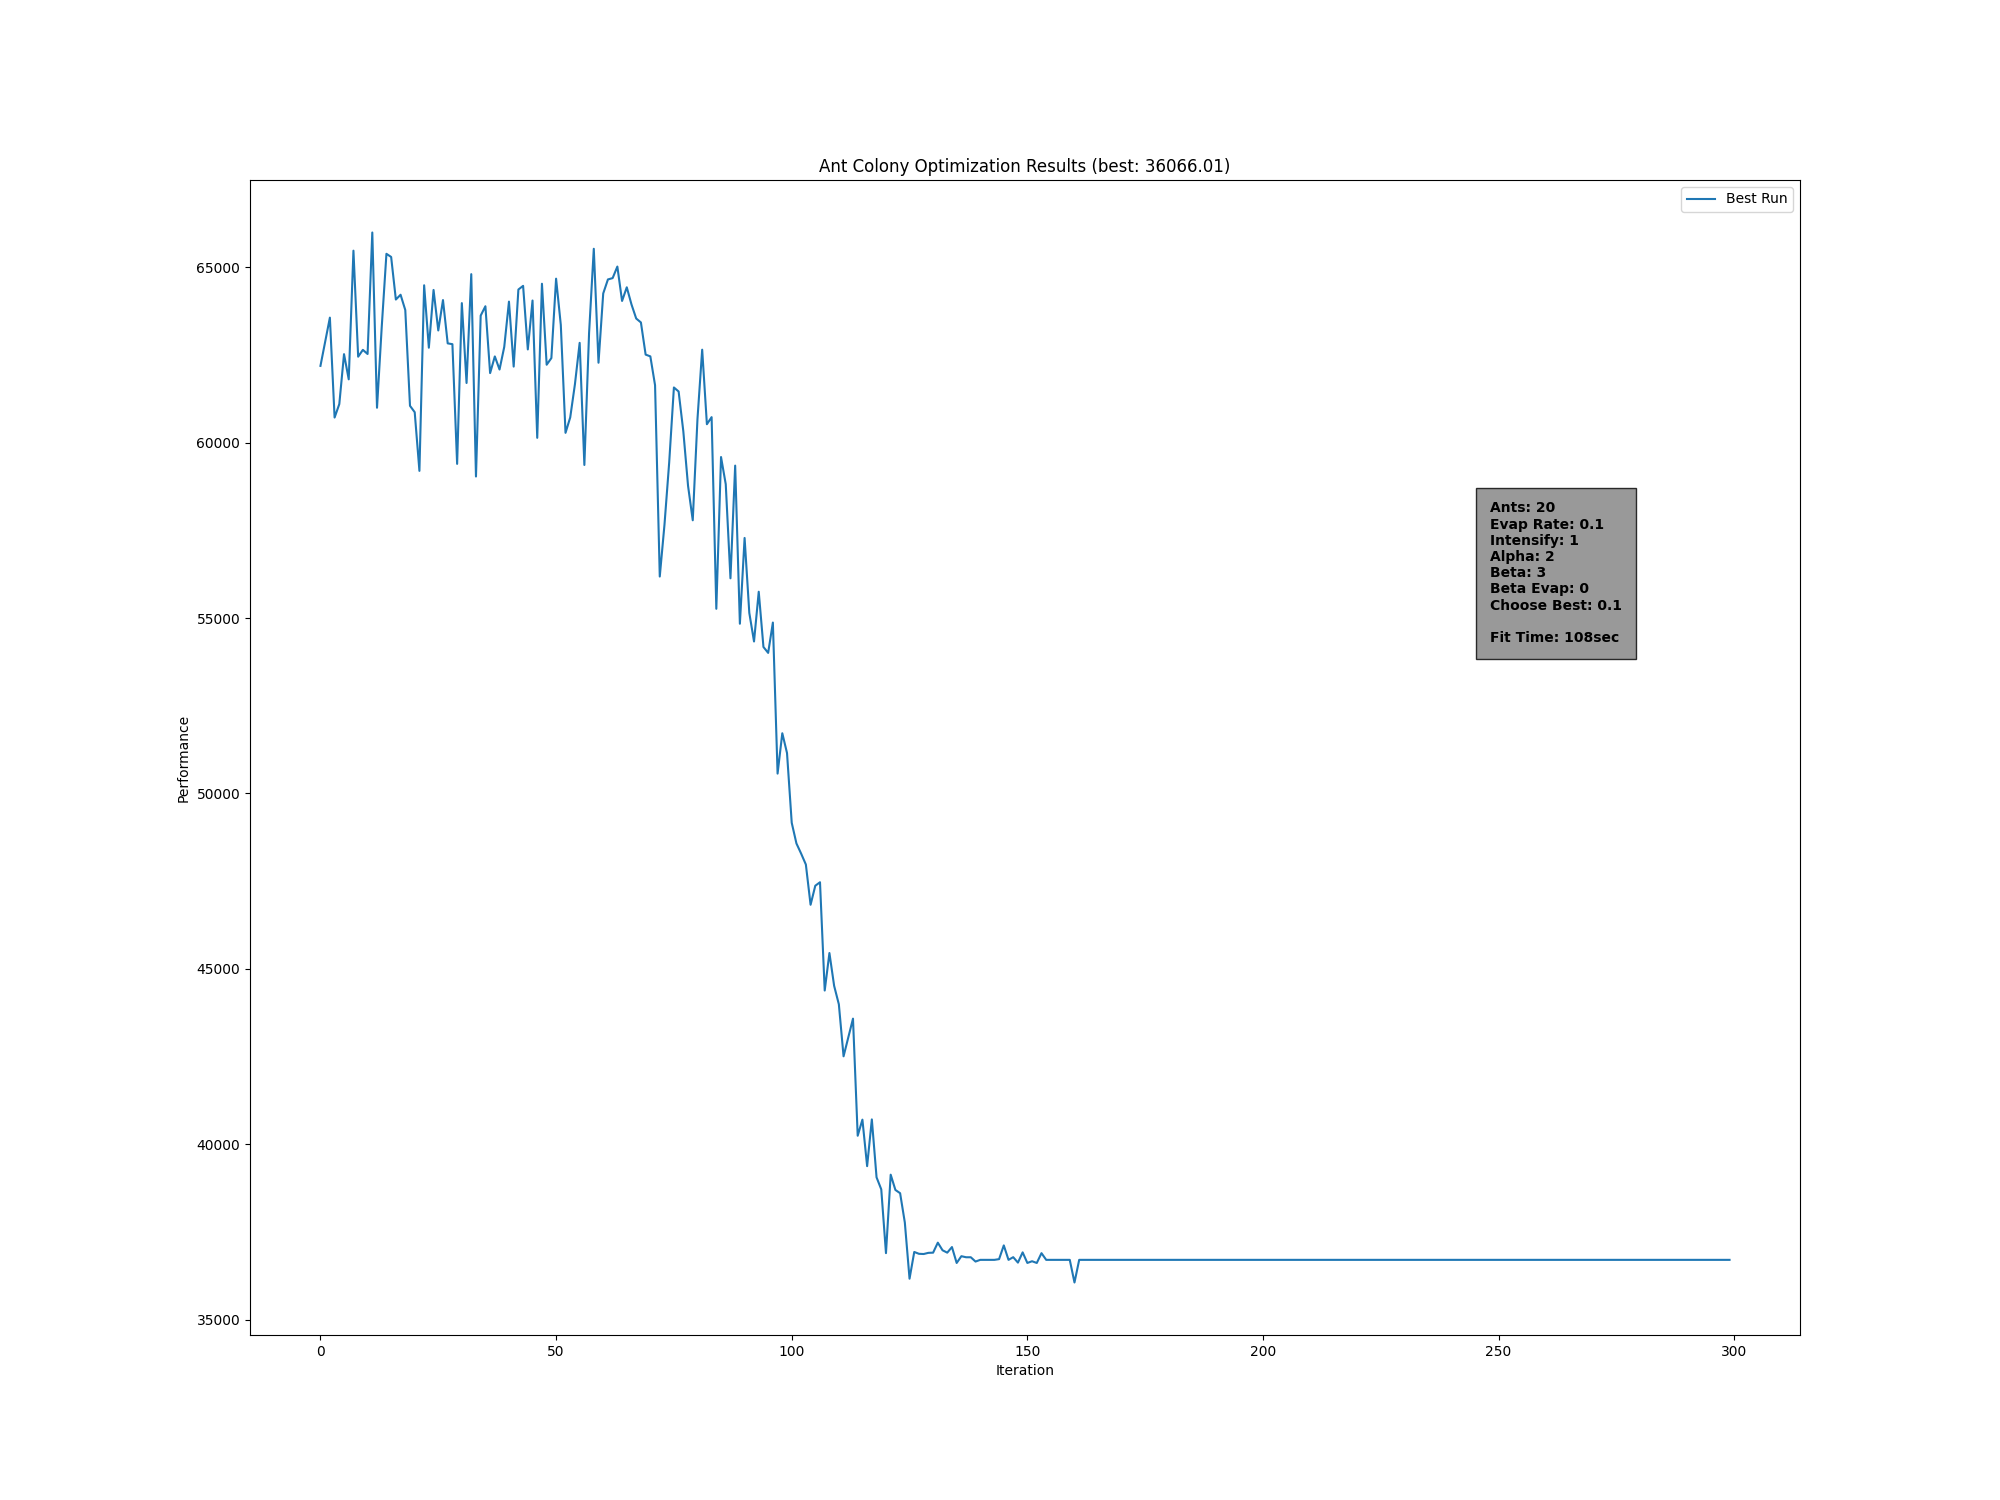 Ant Colony Optimization Results (best: 36066.01)
Best Run
65000
60000
55000
50000
45000
40000
35000
Performance
Ants: 20
Evap Rate: 0.1
Intensify: 1
Alpha: 2
Beta: 3
Beta Evap: 0
Choose Best: 0.1
Fit Time: 108sec
0 50 100 150 200 250 300
Iteration